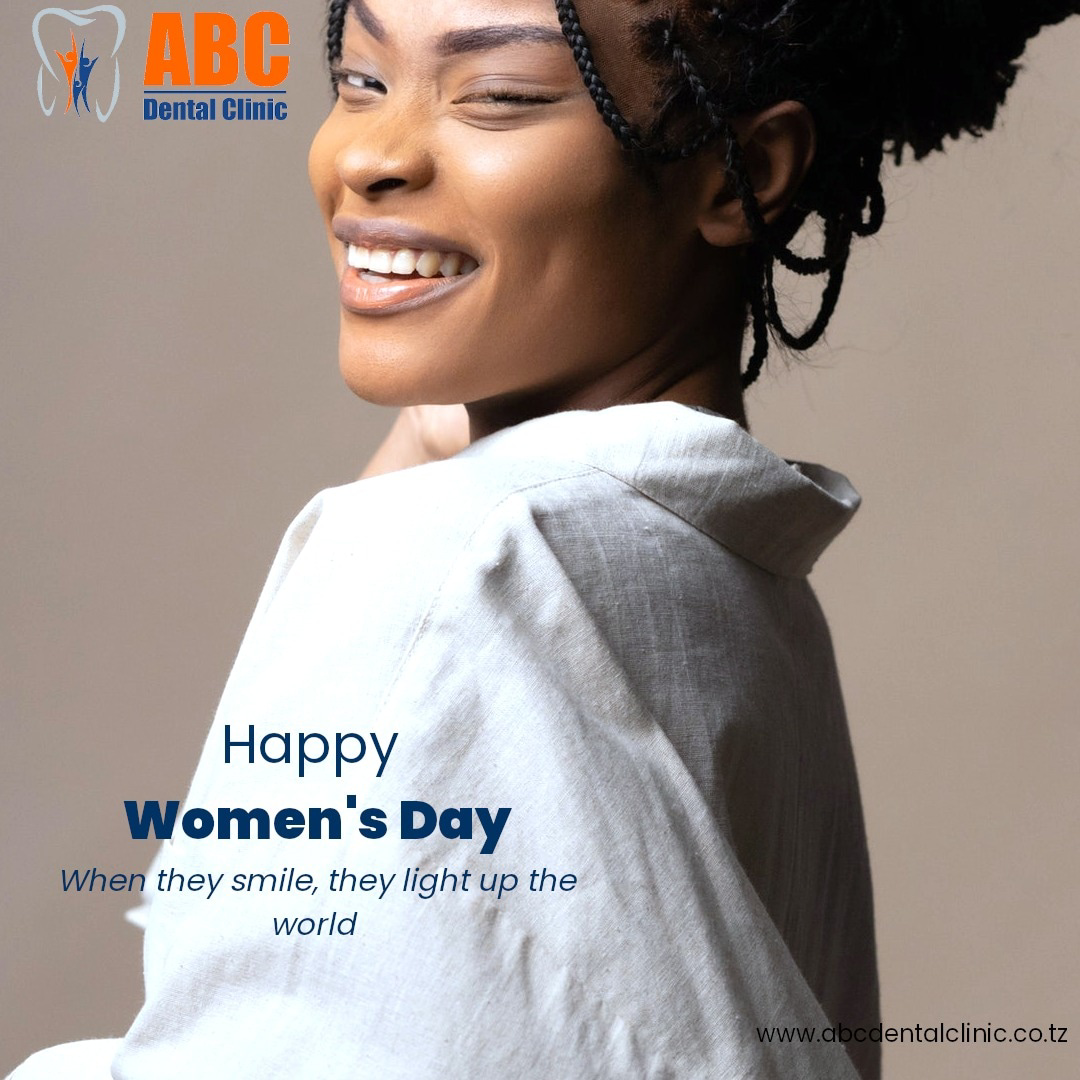 ABC
Dental Clinic
Happy
Women's Day
When they smile, they light up the
world
www.abcdentalclinic.co.tz